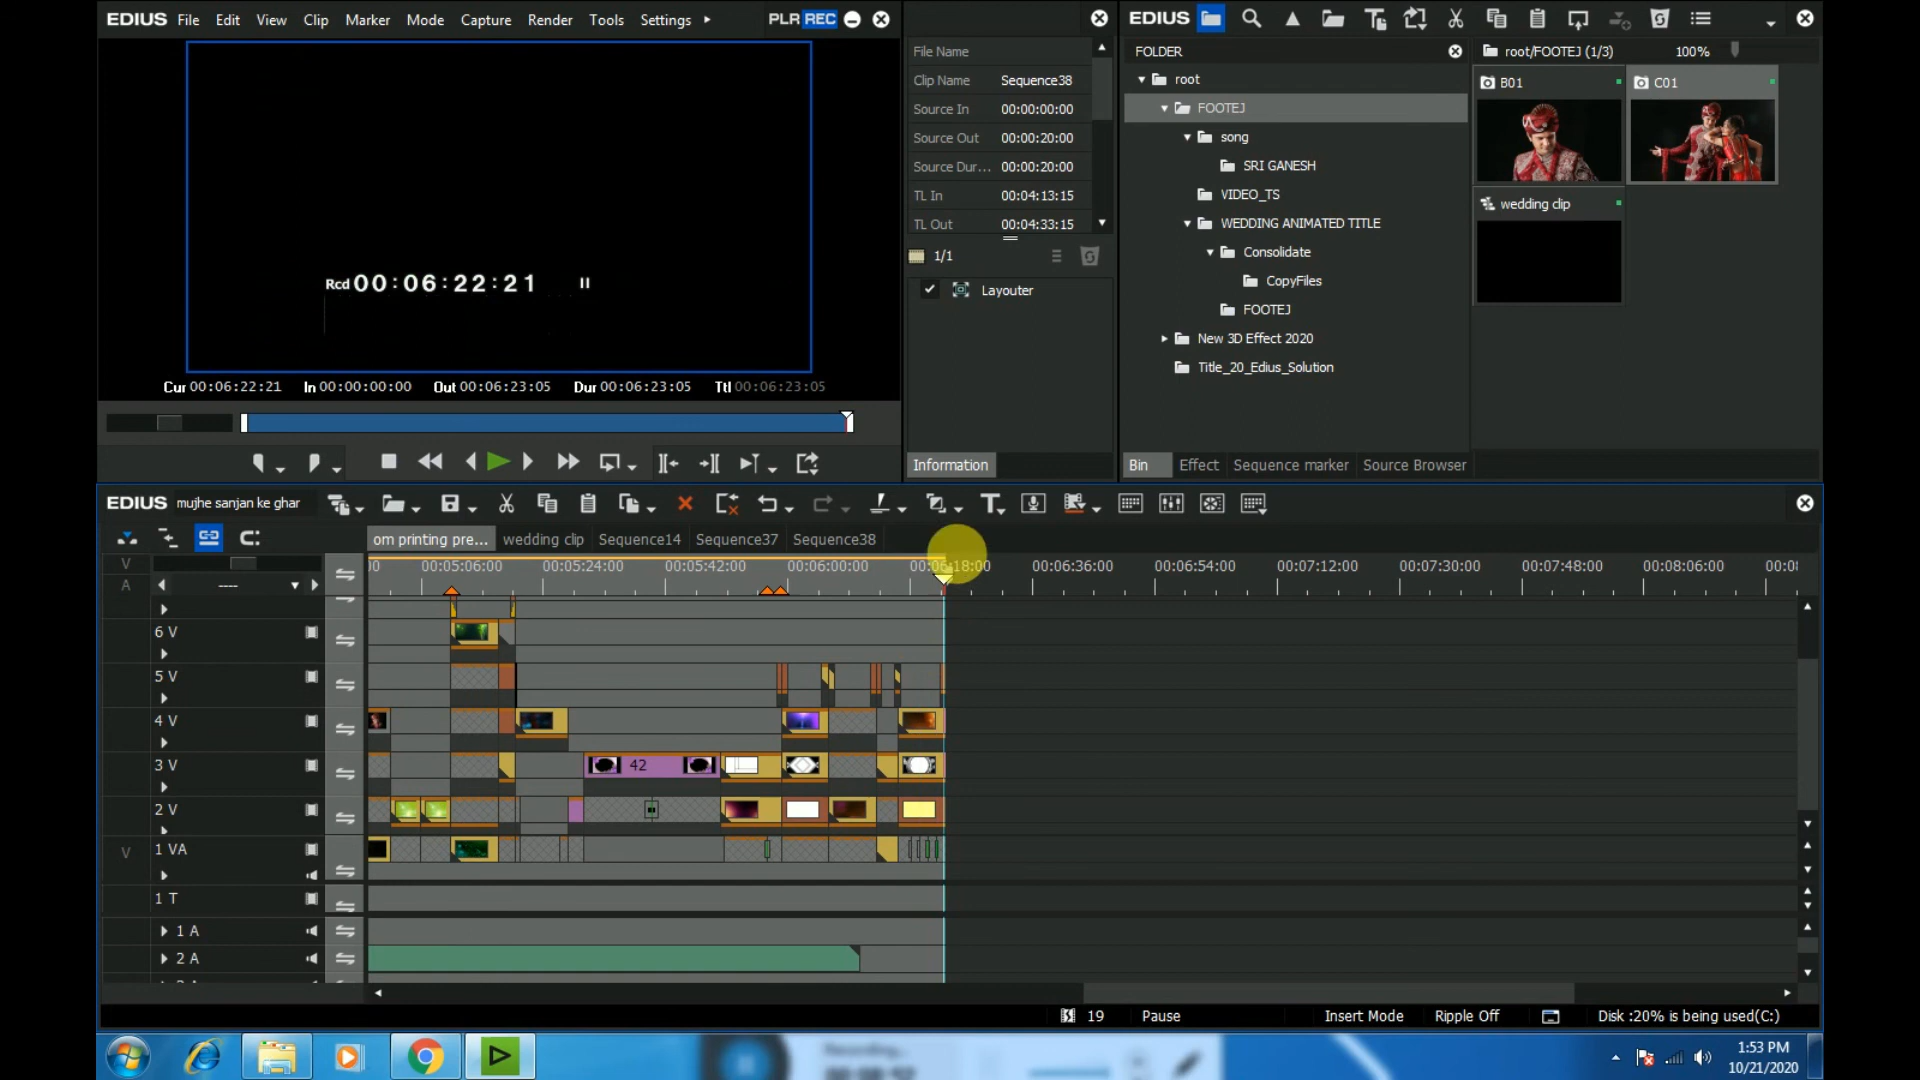 EDIUS File Edit View Clip Marker Mode Capture Render Tools Settings PLR REC
Rcd 00:06:22:21
Cur 00:06:22:21 In 00:00:00:00 Out 00:06:23:05 Dur 00:06:23:05 Ttl 00:06:23:05
File Name
Clip Name Sequence38
Source In 00:00:00:00
Source Out 00:00:20:00
Source Dur... 00:00:20:00
TL In 00:04:13:15
TL Out 00:04:33:15
1/1
Layouter
Information
EDIUS
FOLDER
root
FOOTEJ
song
SRI GANESH
VIDEO_TS
WEDDING ANIMATED TITLE
Consolidate
CopyFiles
FOOTEJ
New 3D Effect 2020
Title_20_Edius_Solution
Bin Effect Sequence marker Source Browser
root/FOOTEJ (1/3) 100%
B01 C01
wedding clip
EDIUS mujhe sanjan ke ghar
om printing pre... wedding clip Sequence14 Sequence37 Sequence38
V
A
----
00:05:06:00 00:05:24:00 00:05:42:00 00:06:00:00 00:06:18:00 00:06:36:00 00:06:54:00 00:07:12:00 00:07:30:00 00:07:48:00 00:08:06:00
6 V
5 V
4 V
3 V 42
2 V
V 1 VA
1 T
1 A
2 A
19 Pause Insert Mode Ripple Off Disk :20% is being used(C:)
1:53 PM
10/21/2020